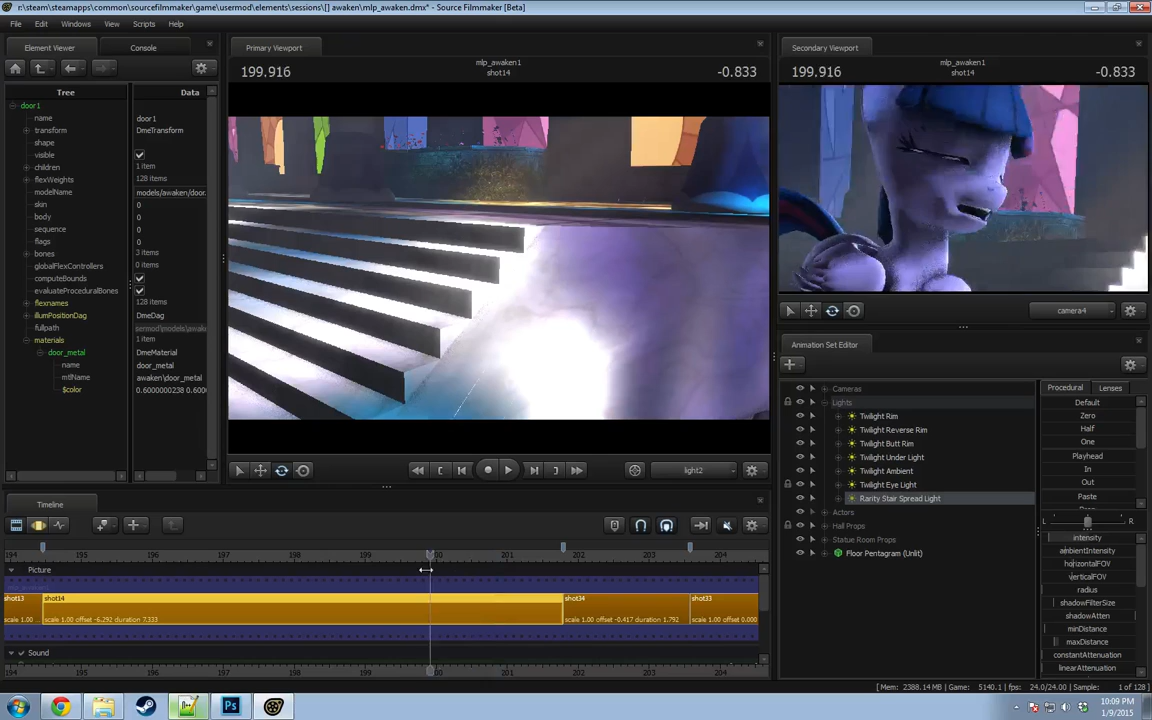 r:\steam\steamapps\common\sourcefilmmaker\game\usermod\elements\sessions\[] awaken\mlp_awaken.dmx* - Source Filmmaker [Beta]
File Edit Windows View Scripts Help
Element Viewer Console
Tree Data
door1
name door1
transform DmeTransform
shape
visible
children 1 item
flexWeights 128 items
modelName models/awaken/door.
skin 0
body 0
sequence 0
flags 0
bones 3 items
globalFlexControllers 0 items
computeBounds
evaluateProceduralBones
flexnames 128 items
illumPositionDag DmeDag
fullpath sermod\models\awake
materials 1 item
door_metal DmeMaterial
name door_metal
mtlName awaken\door_metal
$color 0.6000000238 0.6000
Primary Viewport
199.916 mlp_awaken1 -0.833
shot14
light2
Secondary Viewport
199.916 mlp_awaken1 -0.833
shot14
camera4
Animation Set Editor
Cameras
Lights
Twilight Rim
Twilight Reverse Rim
Twilight Butt Rim
Twilight Under Light
Twilight Ambient
Twilight Eye Light
Rarity Stair Spread Light
Actors
Hall Props
Statue Room Props
Floor Pentagram (Unlit)
Procedural Lenses
Default
Zero
Half
One
Playhead
In
Out
Paste
L R
intensity
ambientIntensity
horizontalFOV
verticalFOV
radius
shadowFilterSize
shadowAtten
minDistance
maxDistance
constantAttenuation
linearAttenuation
Timeline
194 195 196 197 198 199 200 201 202 203 204
Picture
shot13 shot14 shot34 shot33
scale 1.00 scale 1.00 offset -6.292 duration 7.333 scale 1.00 offset -0.417 duration 1.792 scale 1.00 offset 0.000
Sound
194 195 196 197 198 199 200 201 202 203 204
[Mem: 2388.14 MB | Game: 5140.1 | fps: 24.0/24.00 | Sample: 1 of 128]
Ps
10:09 PM
1/9/2015